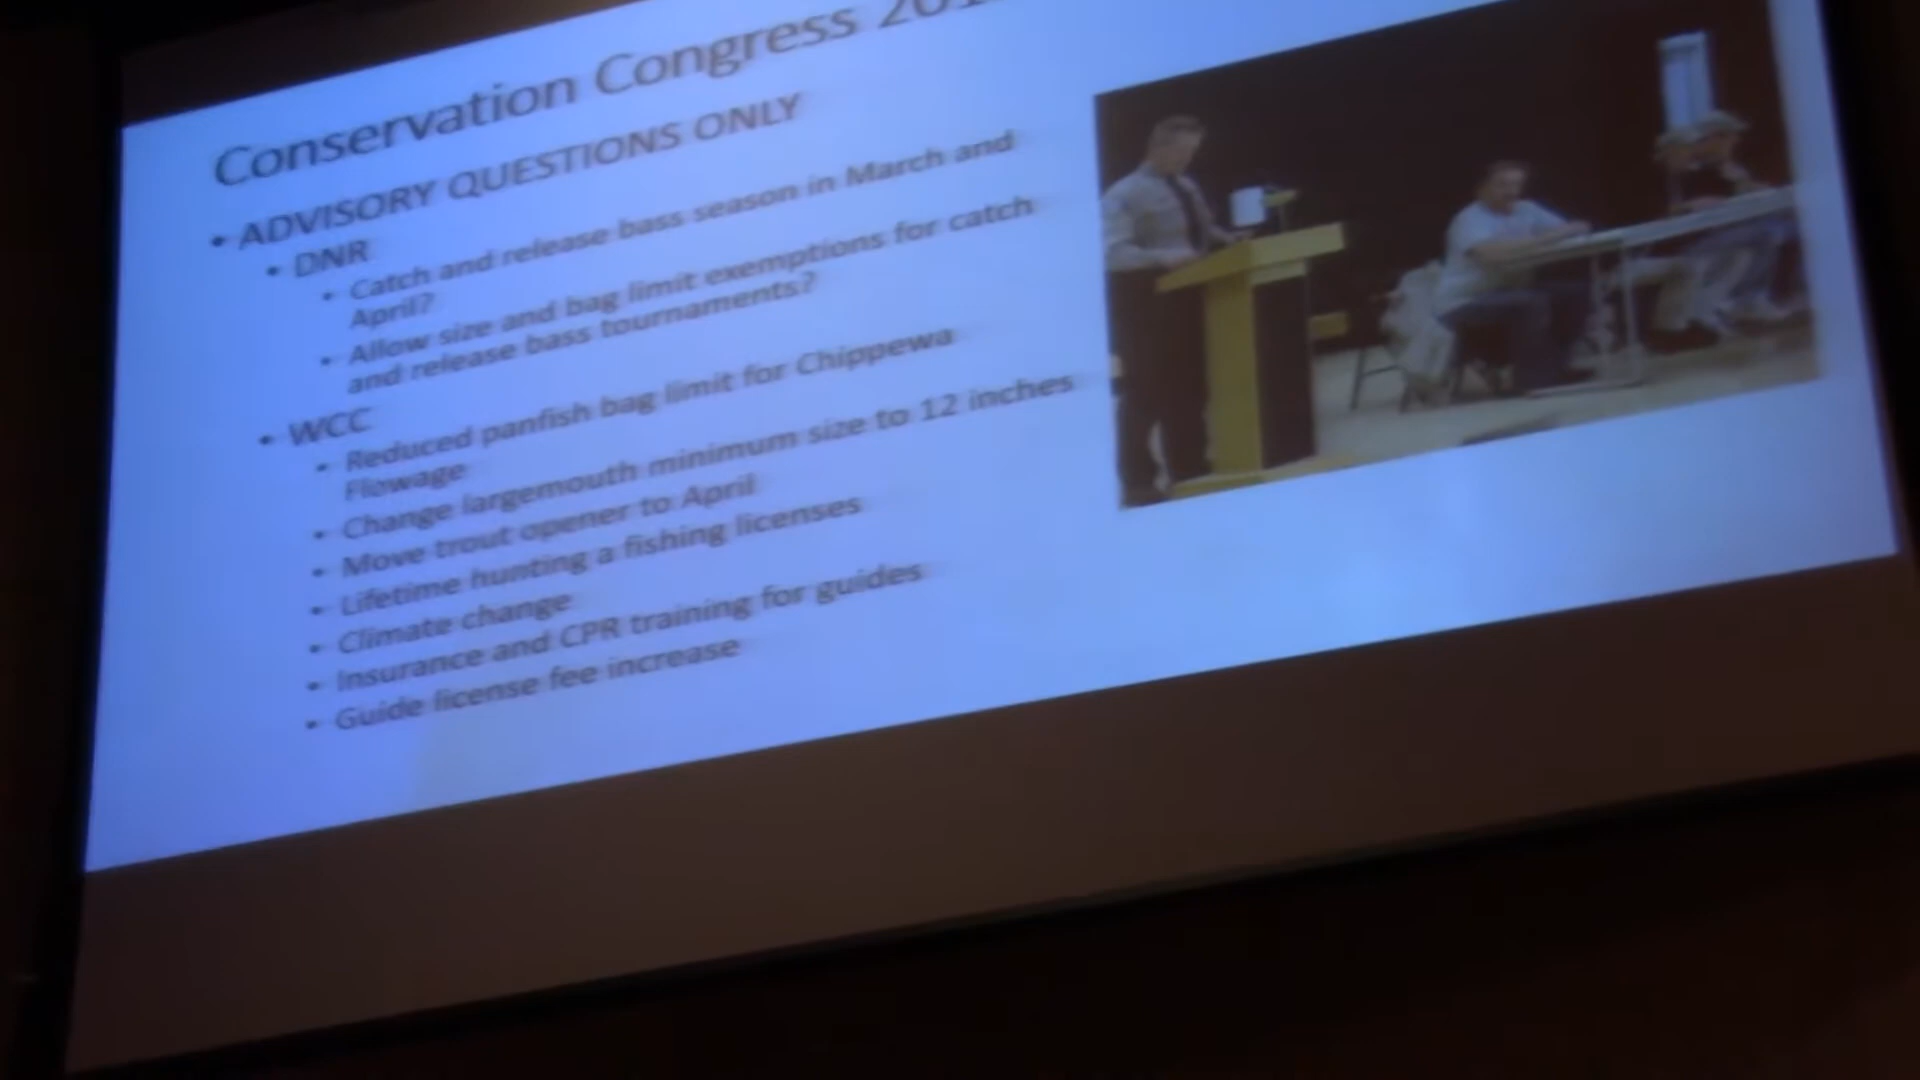 Conservation Congress
• ADVISORY QUESTIONS ONLY
• DNR
• Catch and release bass season in March and
April?
• Allow size and bag limit exemptions for catch
and release bass tournaments?
• WCC
• Reduced panfish bag limit for Chippewa
Flowage
• Change largemouth minimum size to 12 inches
• Move trout opener to April
• Lifetime hunting a fishing licenses
• Climate change
• Insurance and CPR training for guides
• Guide license fee increase